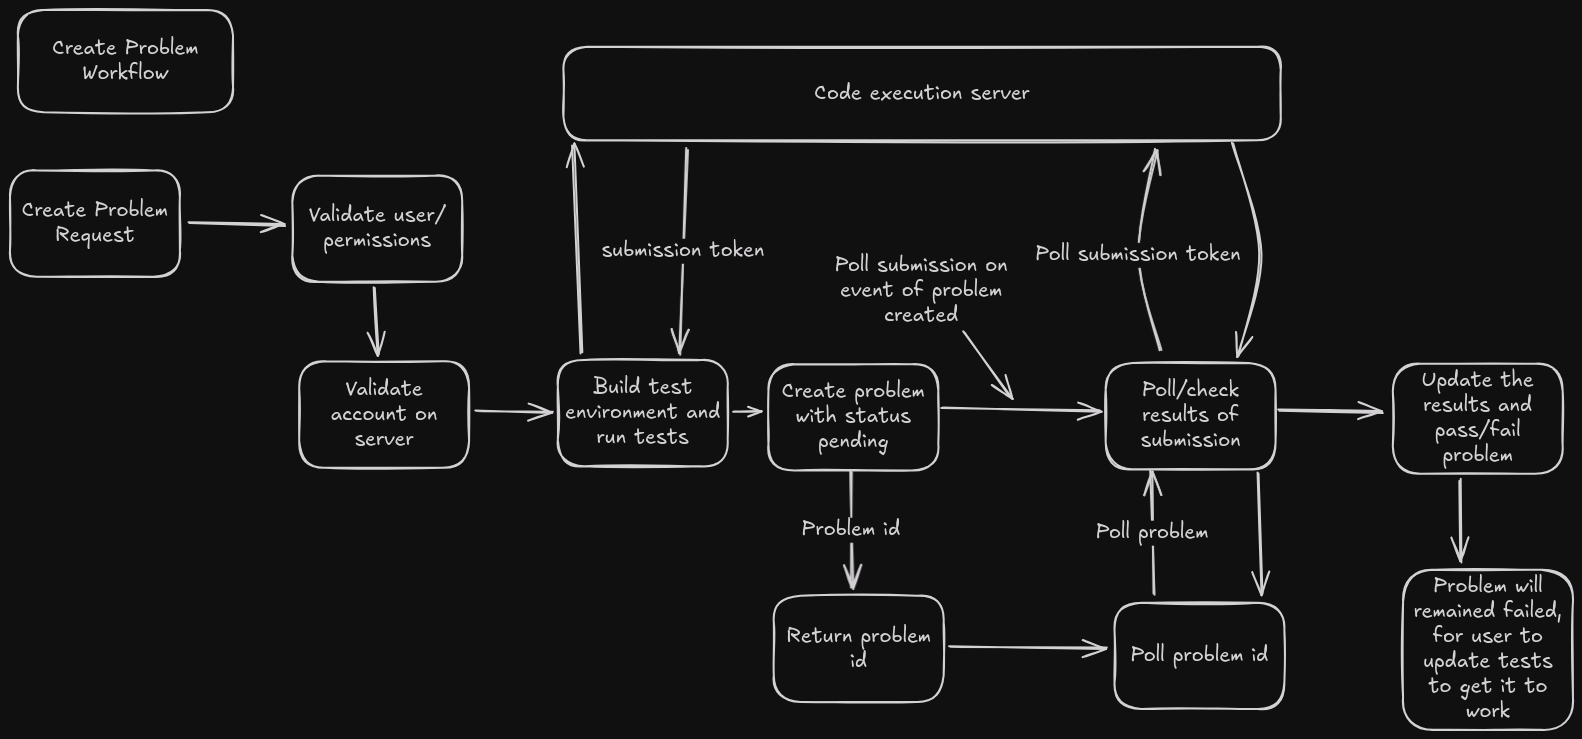 Create Problem
Workflow
Code execution server
Create Problem
Request
Validate user/
permissions
submission token
Poll submission on
event of problem
created
Poll submission token
Validate
account on
server
Build test
environment and
run tests
Create problem
with status
pending
Poll/check
results of
submission
Update the
results and
pass/fail
problem
Problem id
Poll problem
Return problem
id
Poll problem id
Problem will
remained failed,
for user to
update tests
to get it to
work